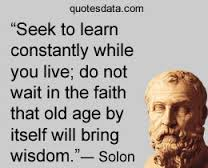 quotesdata.com
“Seek to learn
constantly while
you live; do not
wait in the faith
that old age by
itself will bring
wisdom.”— Solon